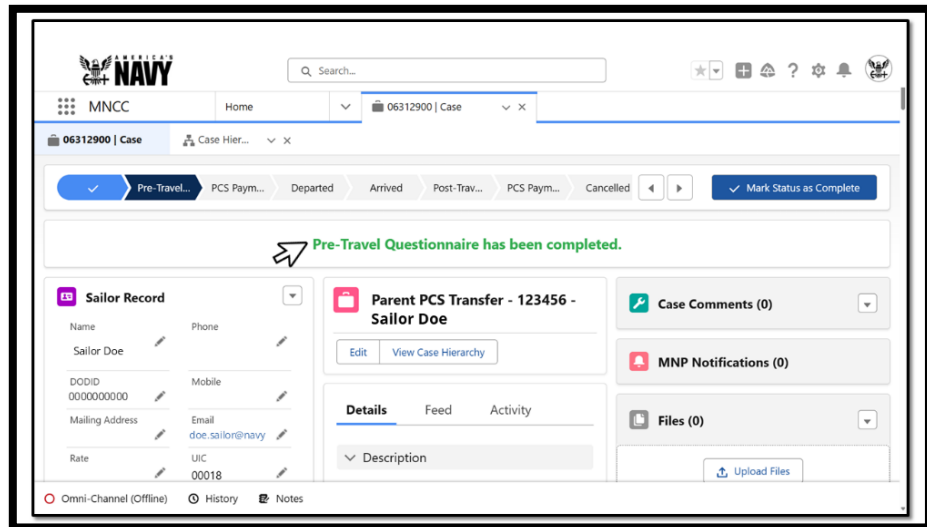 AMERICA'S
NAVY
Search...
MNCC
Home
06312900 | Case
06312900 | Case
Case Hier...
Pre-Travel...
PCS Paym...
Departed
Arrived
Post-Trav...
PCS Paym...
Cancelled
Mark Status as Complete
Pre-Travel Questionnaire has been completed.
Sailor Record
Name
Phone
Sailor Doe
DODID
Mobile
0000000000
Mailing Address
Email
doe.sailor@navy
Rate
UIC
00018
Parent PCS Transfer - 123456 -
Sailor Doe
Edit
View Case Hierarchy
Details
Feed
Activity
Description
Case Comments (0)
MNP Notifications (0)
Files (0)
Upload Files
Omni-Channel (Offline)
History
Notes